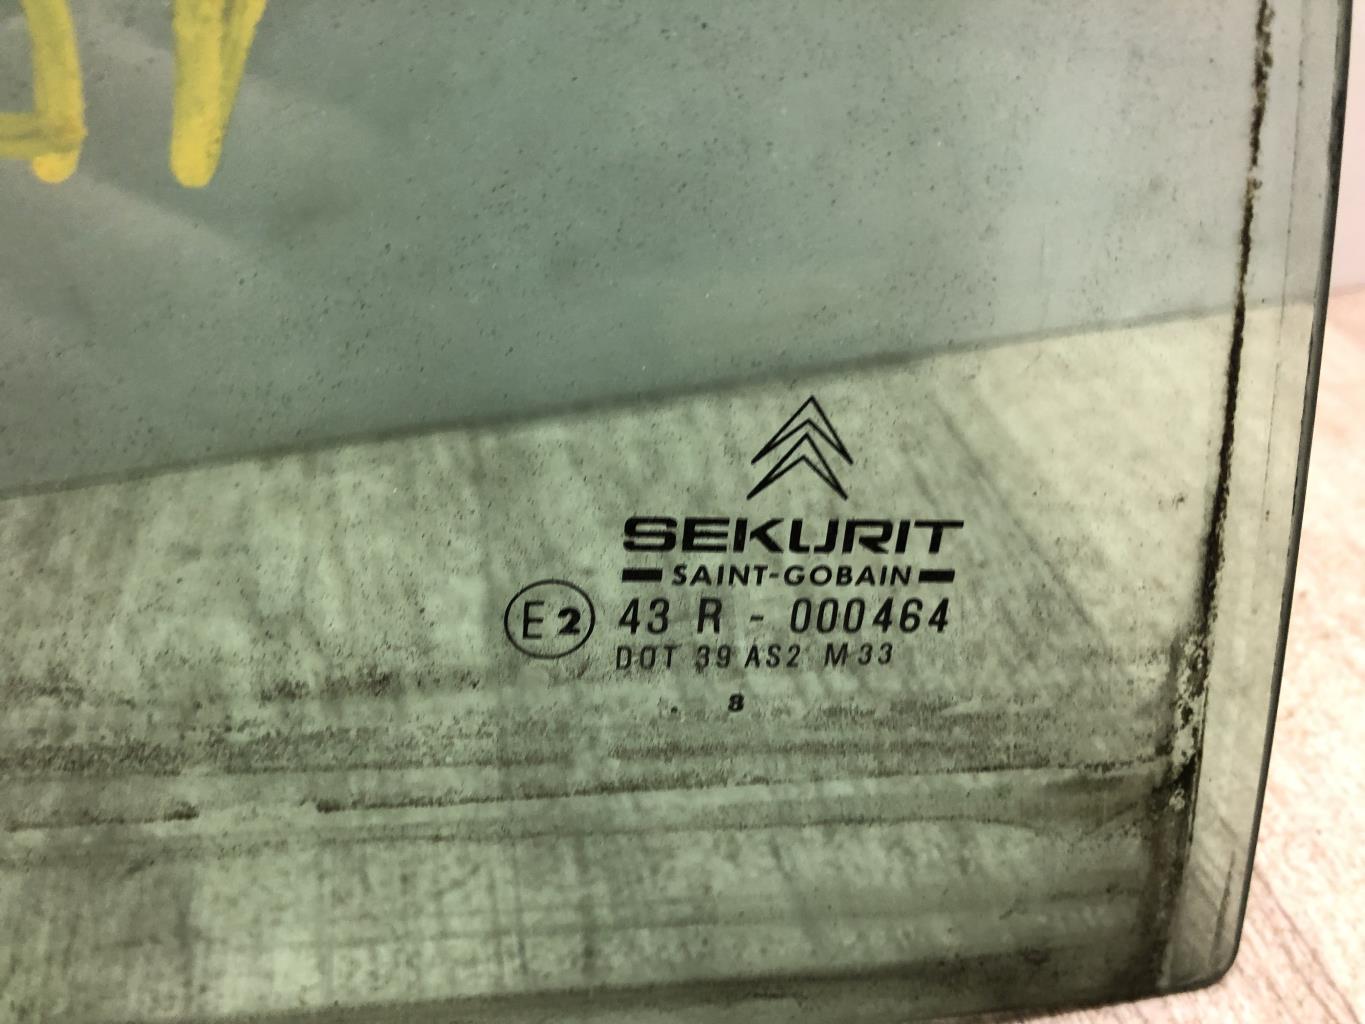 SEKURIT
SAINT-GOBAIN
E2 43 R - 000464
DOT 39 AS2 M33
. 8